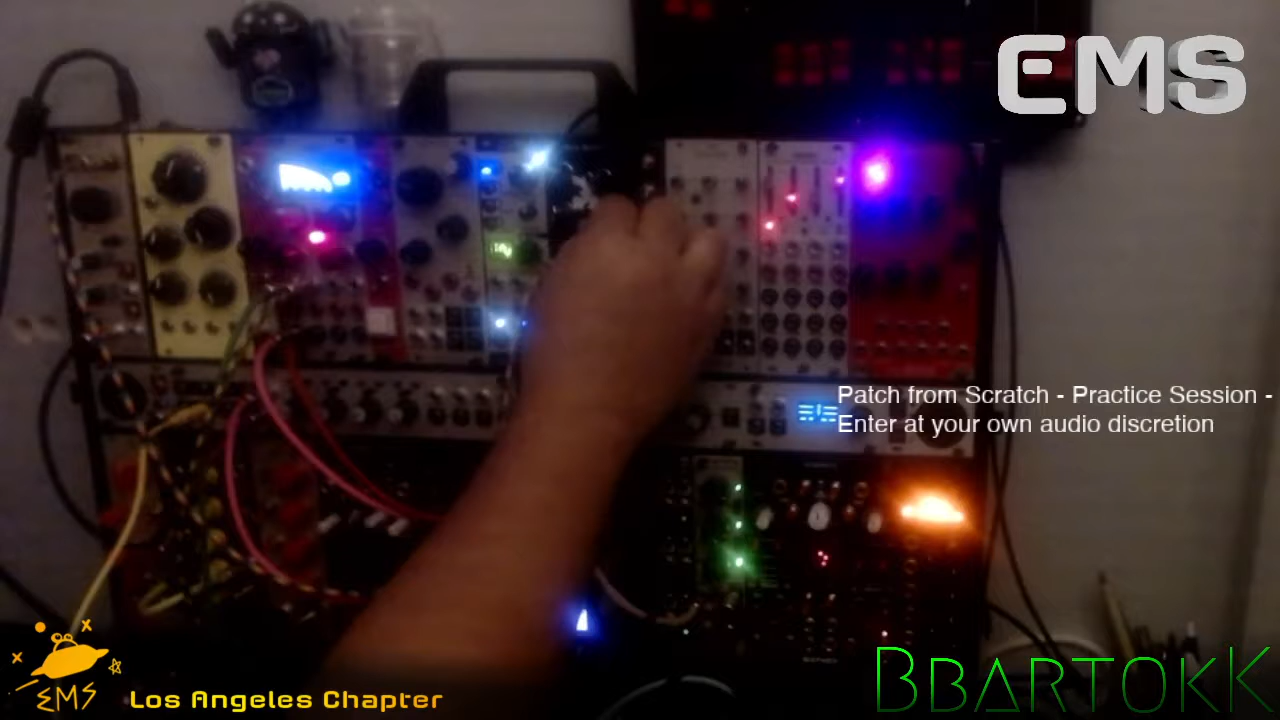 EMS
Patch from Scratch - Practice Session -
Enter at your own audio discretion
EMS
Los Angeles Chapter
BBARTOKK